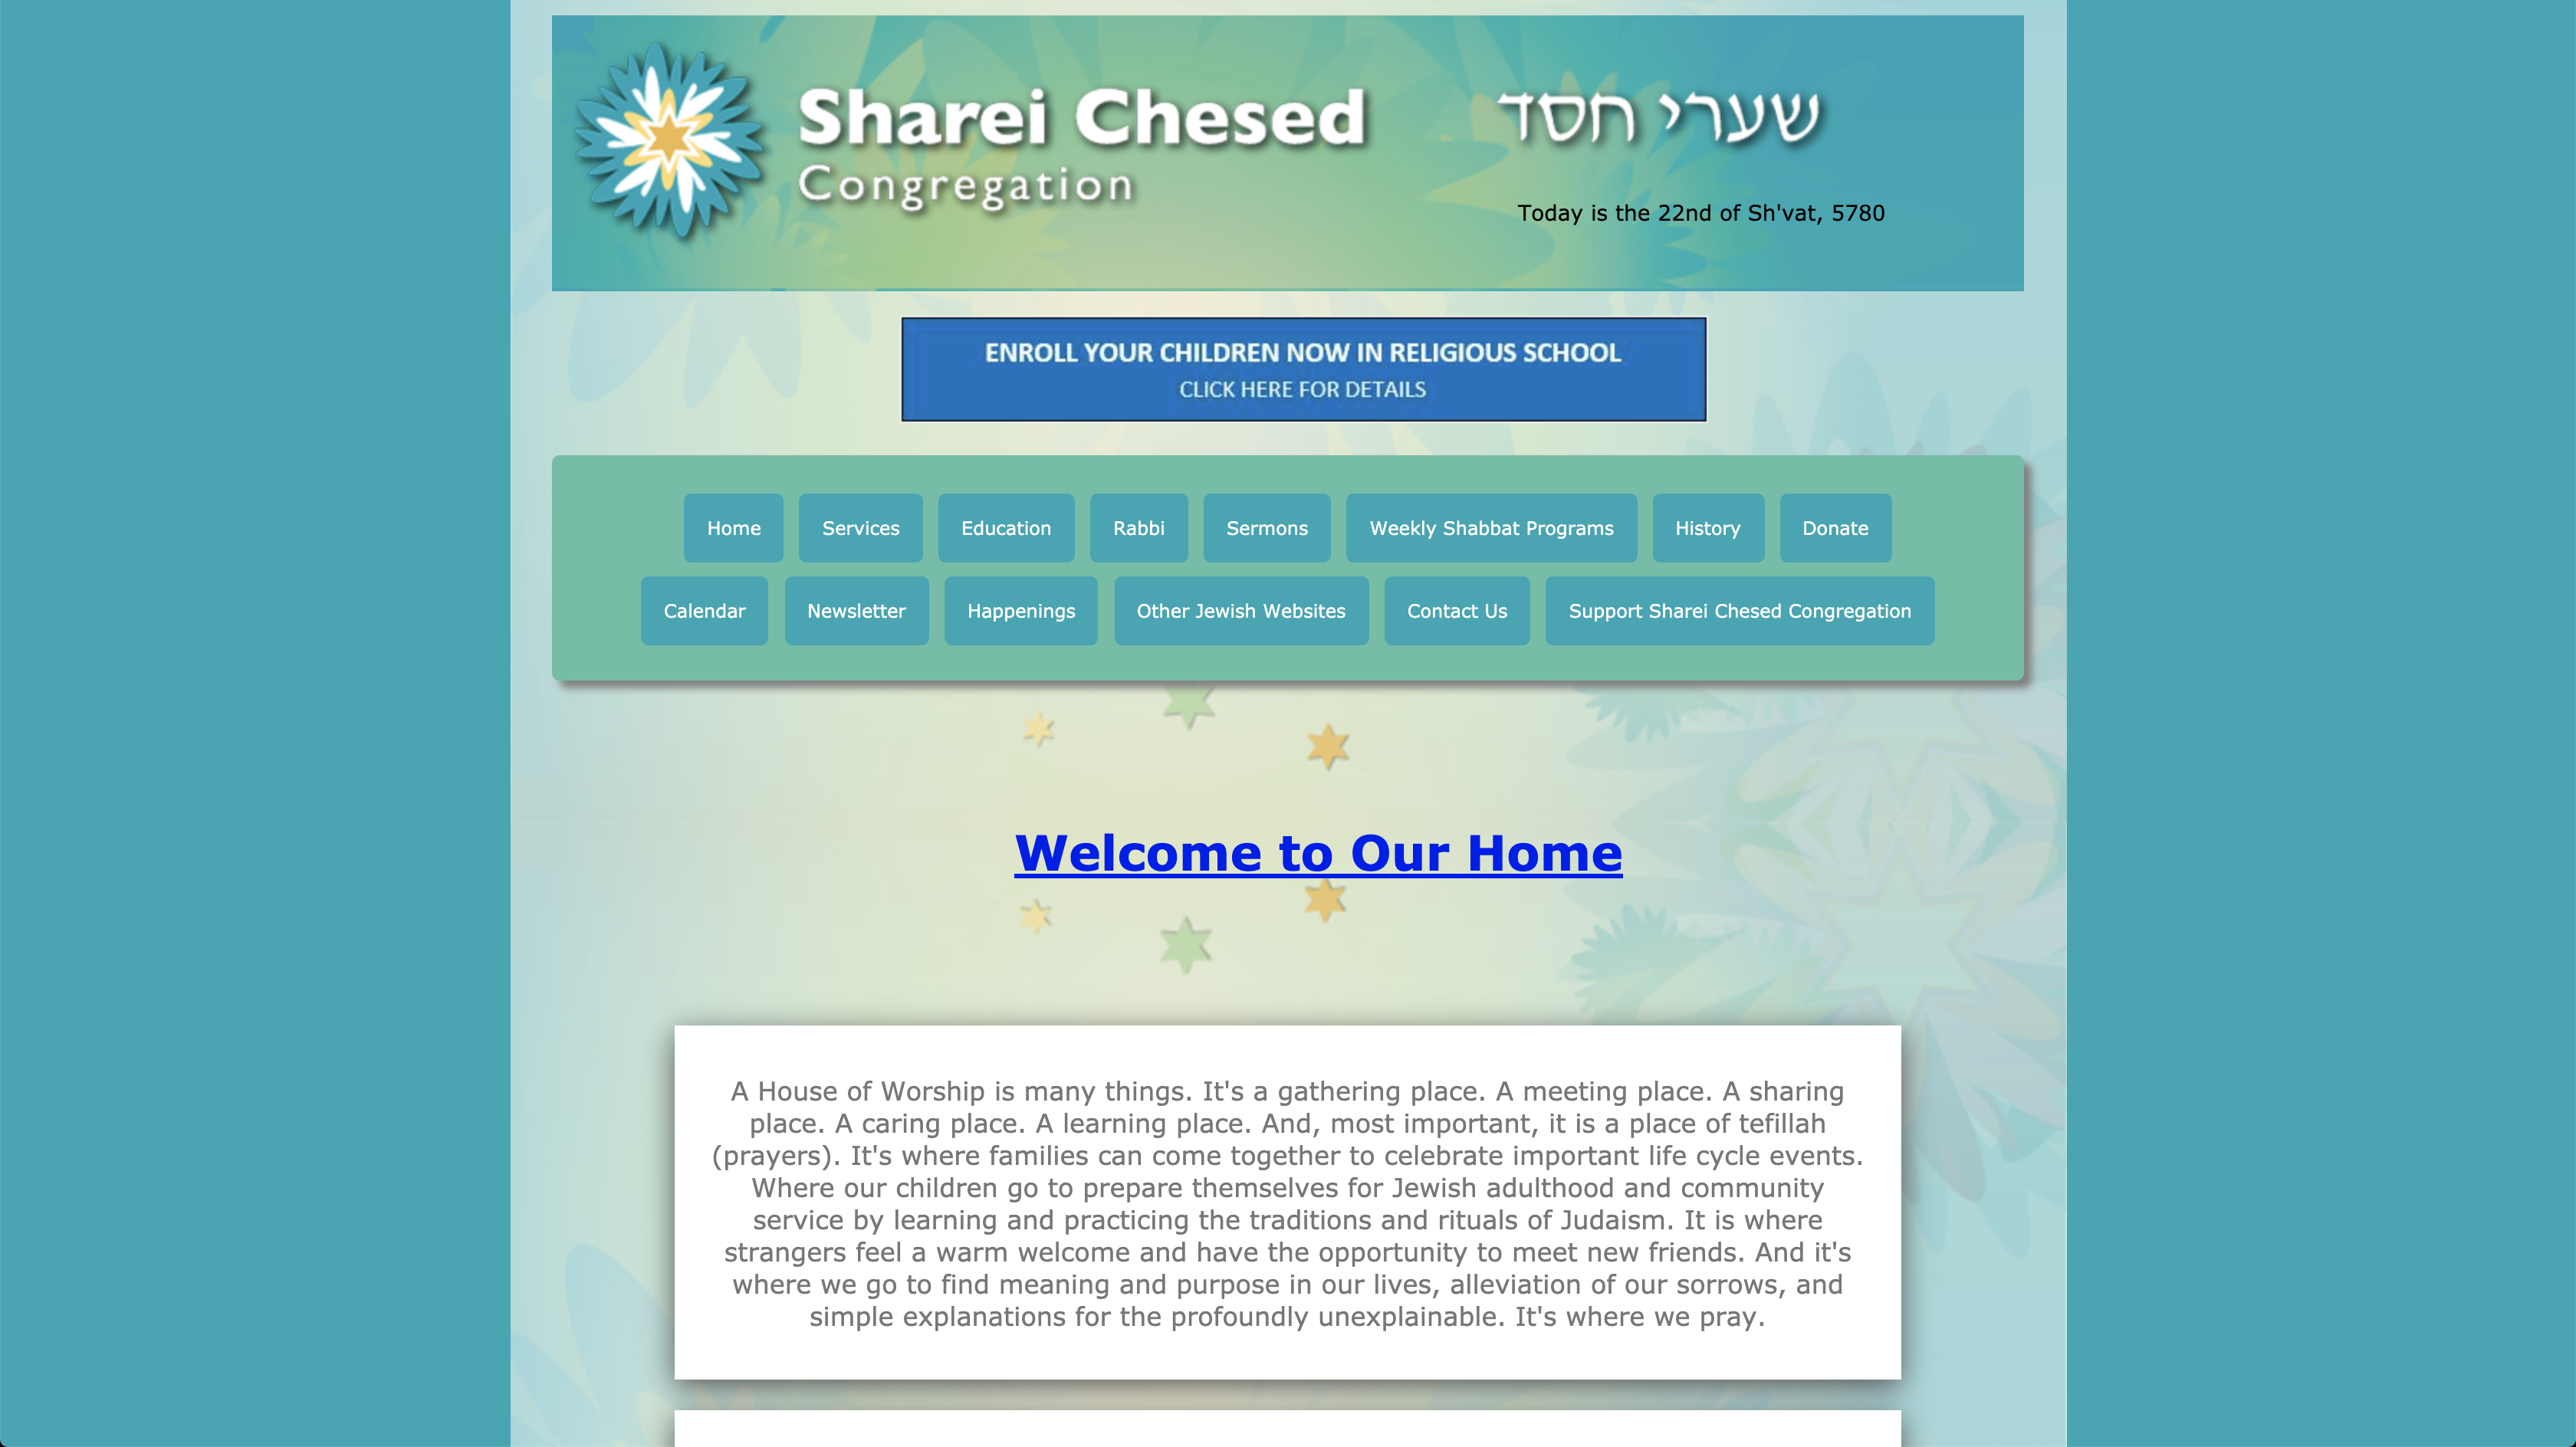 Sharei Chesed
Congregation
שערי חסד
Today is the 22nd of Sh'vat, 5780
ENROLL YOUR CHILDREN NOW IN RELIGIOUS SCHOOL
CLICK HERE FOR DETAILS
Home Services Education Rabbi Sermons Weekly Shabbat Programs History Donate
Calendar Newsletter Happenings Other Jewish Websites Contact Us Support Sharei Chesed Congregation
Welcome to Our Home
A House of Worship is many things. It's a gathering place. A meeting place. A sharing
place. A caring place. A learning place. And, most important, it is a place of tefillah
(prayers). It's where families can come together to celebrate important life cycle events.
Where our children go to prepare themselves for Jewish adulthood and community
service by learning and practicing the traditions and rituals of Judaism. It is where
strangers feel a warm welcome and have the opportunity to meet new friends. And it's
where we go to find meaning and purpose in our lives, alleviation of our sorrows, and
simple explanations for the profoundly unexplainable. It's where we pray.